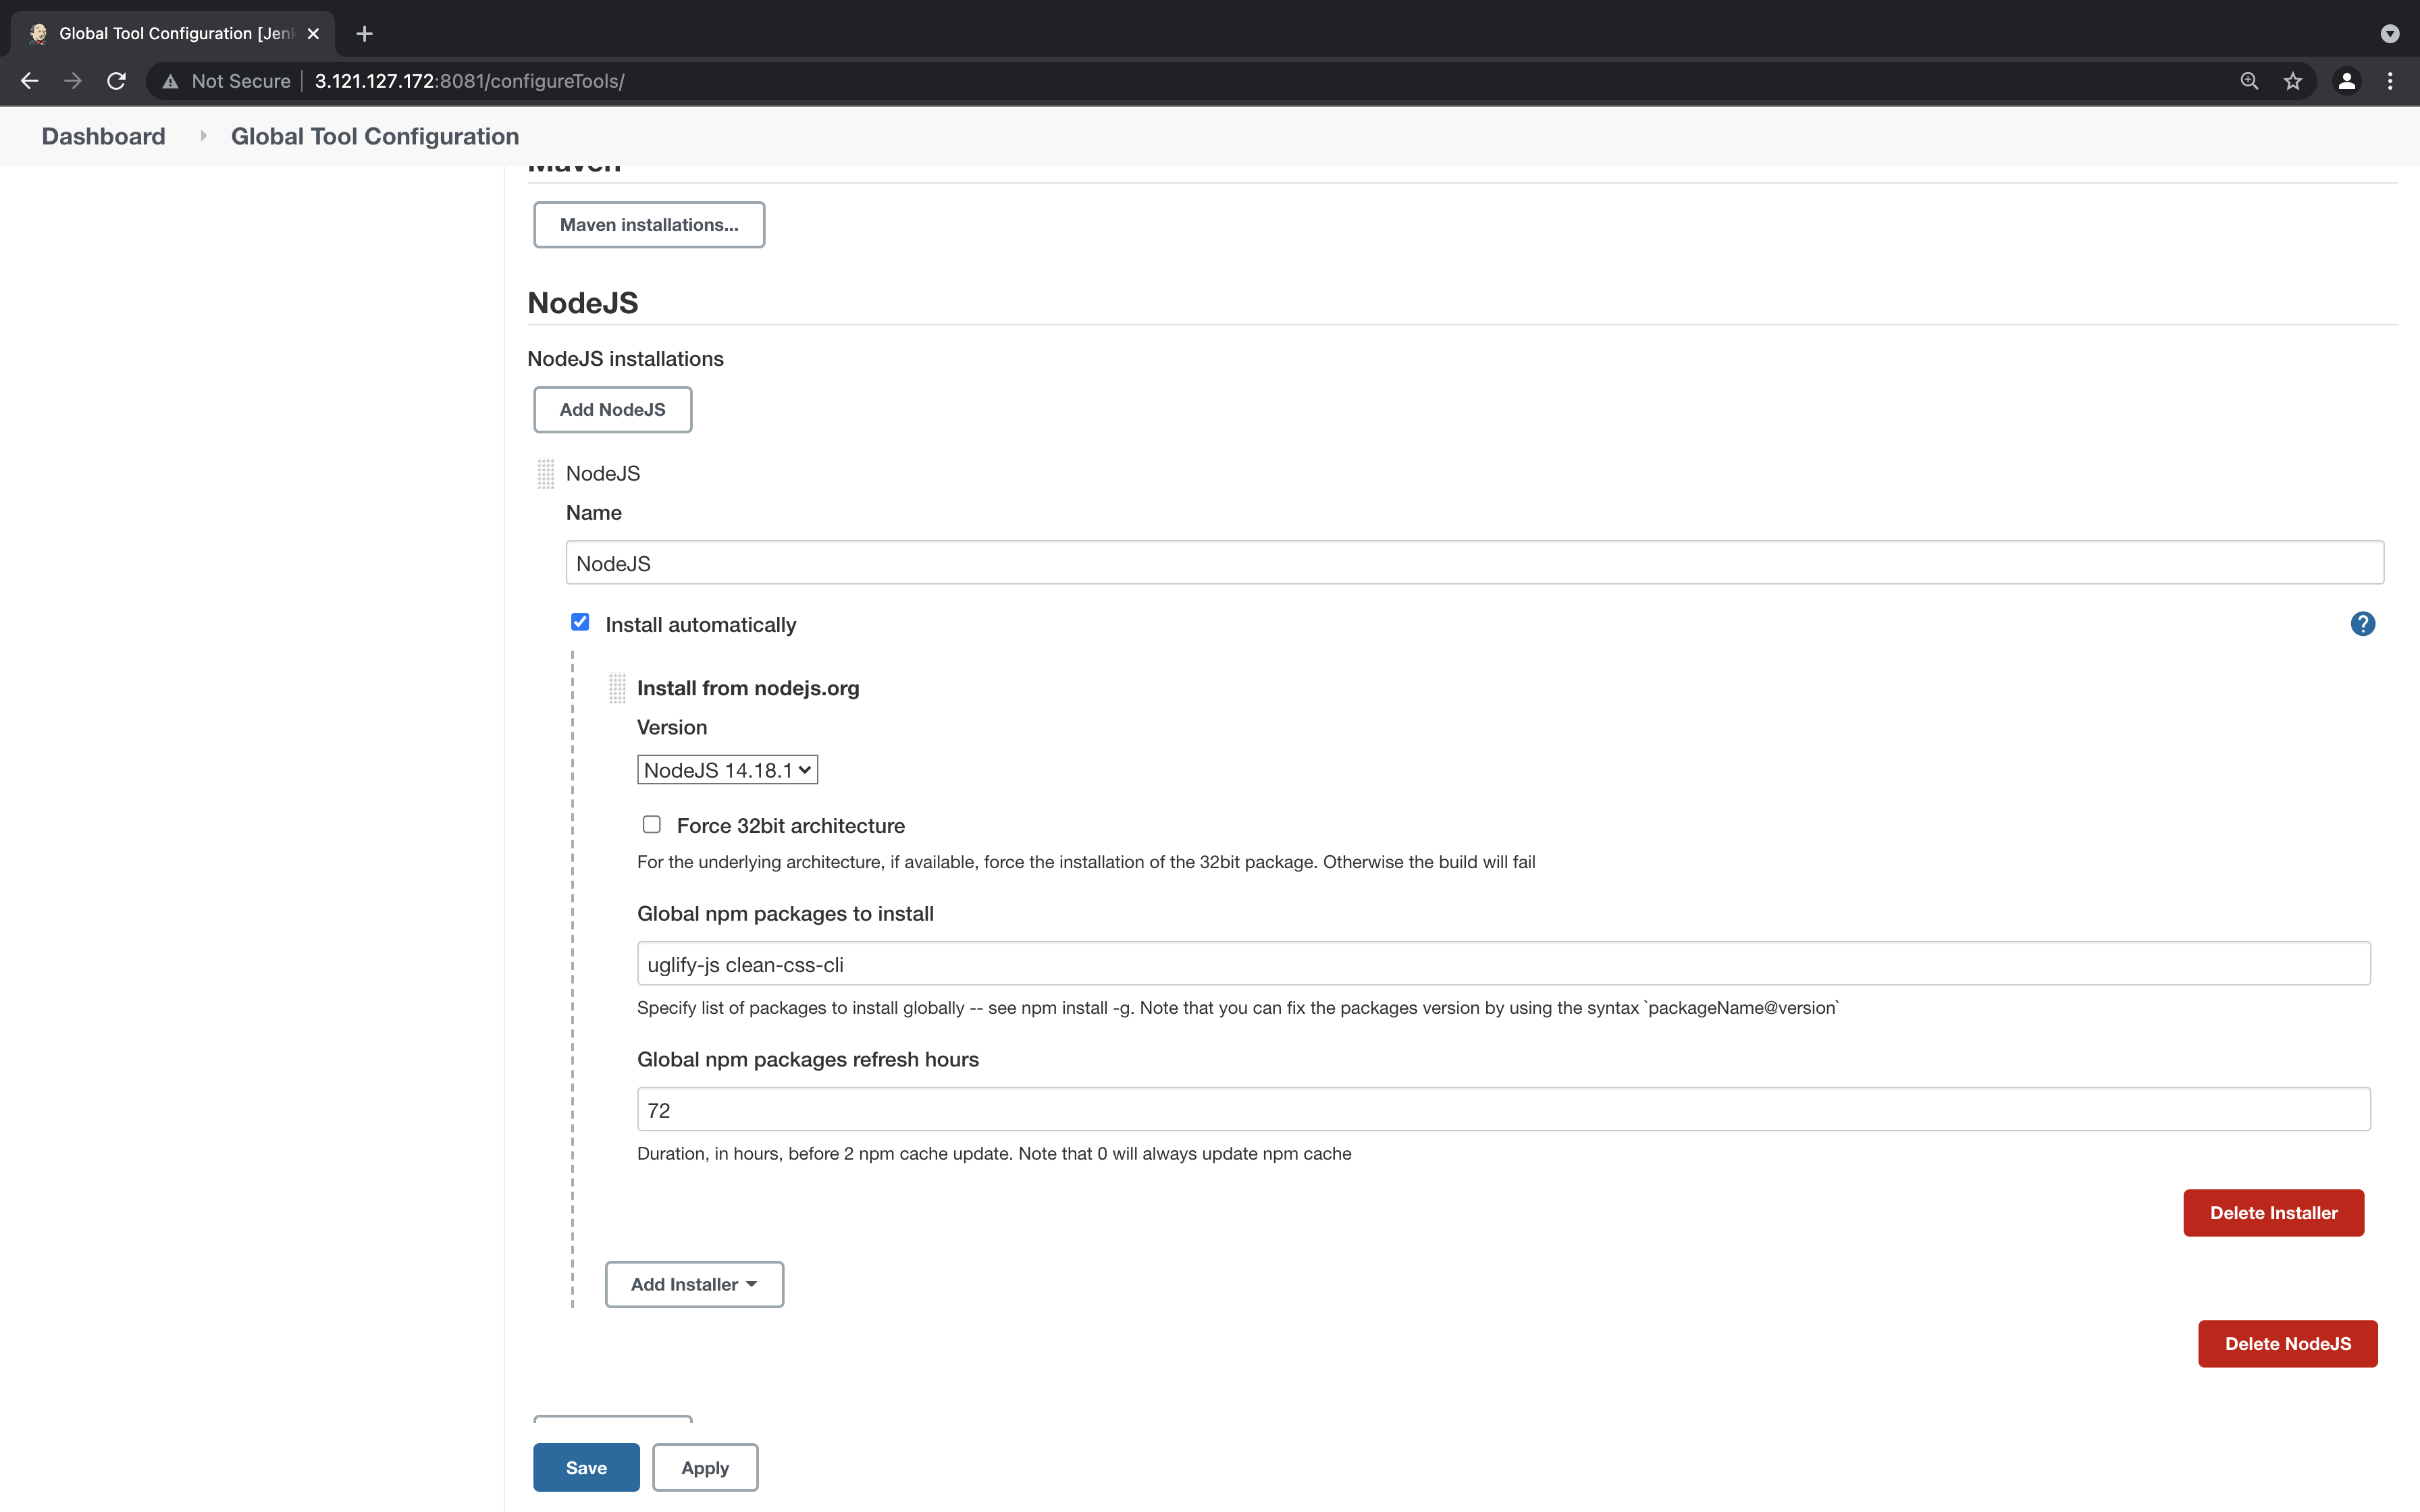 Global Tool Configuration [Jen
Not Secure
3.121.127.172:8081/configureTools/
Dashboard
Global Tool Configuration
Maven
Maven installations...
NodeJS
NodeJS installations
Add NodeJS
NodeJS
Name
NodeJS
Install automatically
?
Install from nodejs.org
Version
NodeJS 14.18.1
Force 32bit architecture
For the underlying architecture, if available, force the installation of the 32bit package. Otherwise the build will fail
Global npm packages to install
uglify-js clean-css-cli
Specify list of packages to install globally -- see npm install -g. Note that you can fix the packages version by using the syntax `packageName@version`
Global npm packages refresh hours
72
Duration, in hours, before 2 npm cache update. Note that 0 will always update npm cache
Delete Installer
Add Installer
Delete NodeJS
Save
Apply